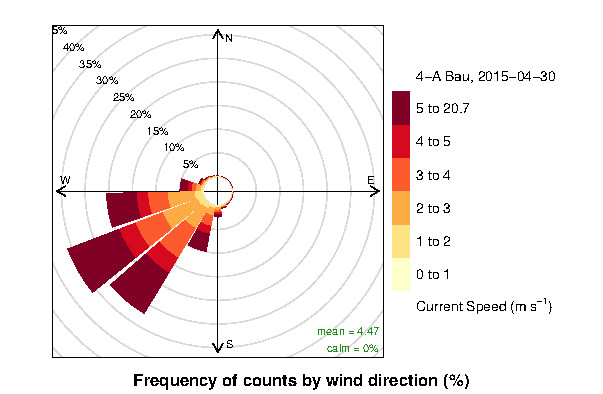 5%
40%
35%
30%
25%
20%
15%
10%
5%
N
W
E
S
mean = 4.47
calm = 0%
4−A Bau, 2015−04−30
5 to 20.7
4 to 5
3 to 4
2 to 3
1 to 2
0 to 1
Current Speed (m s⁻¹)
Frequency of counts by wind direction (%)